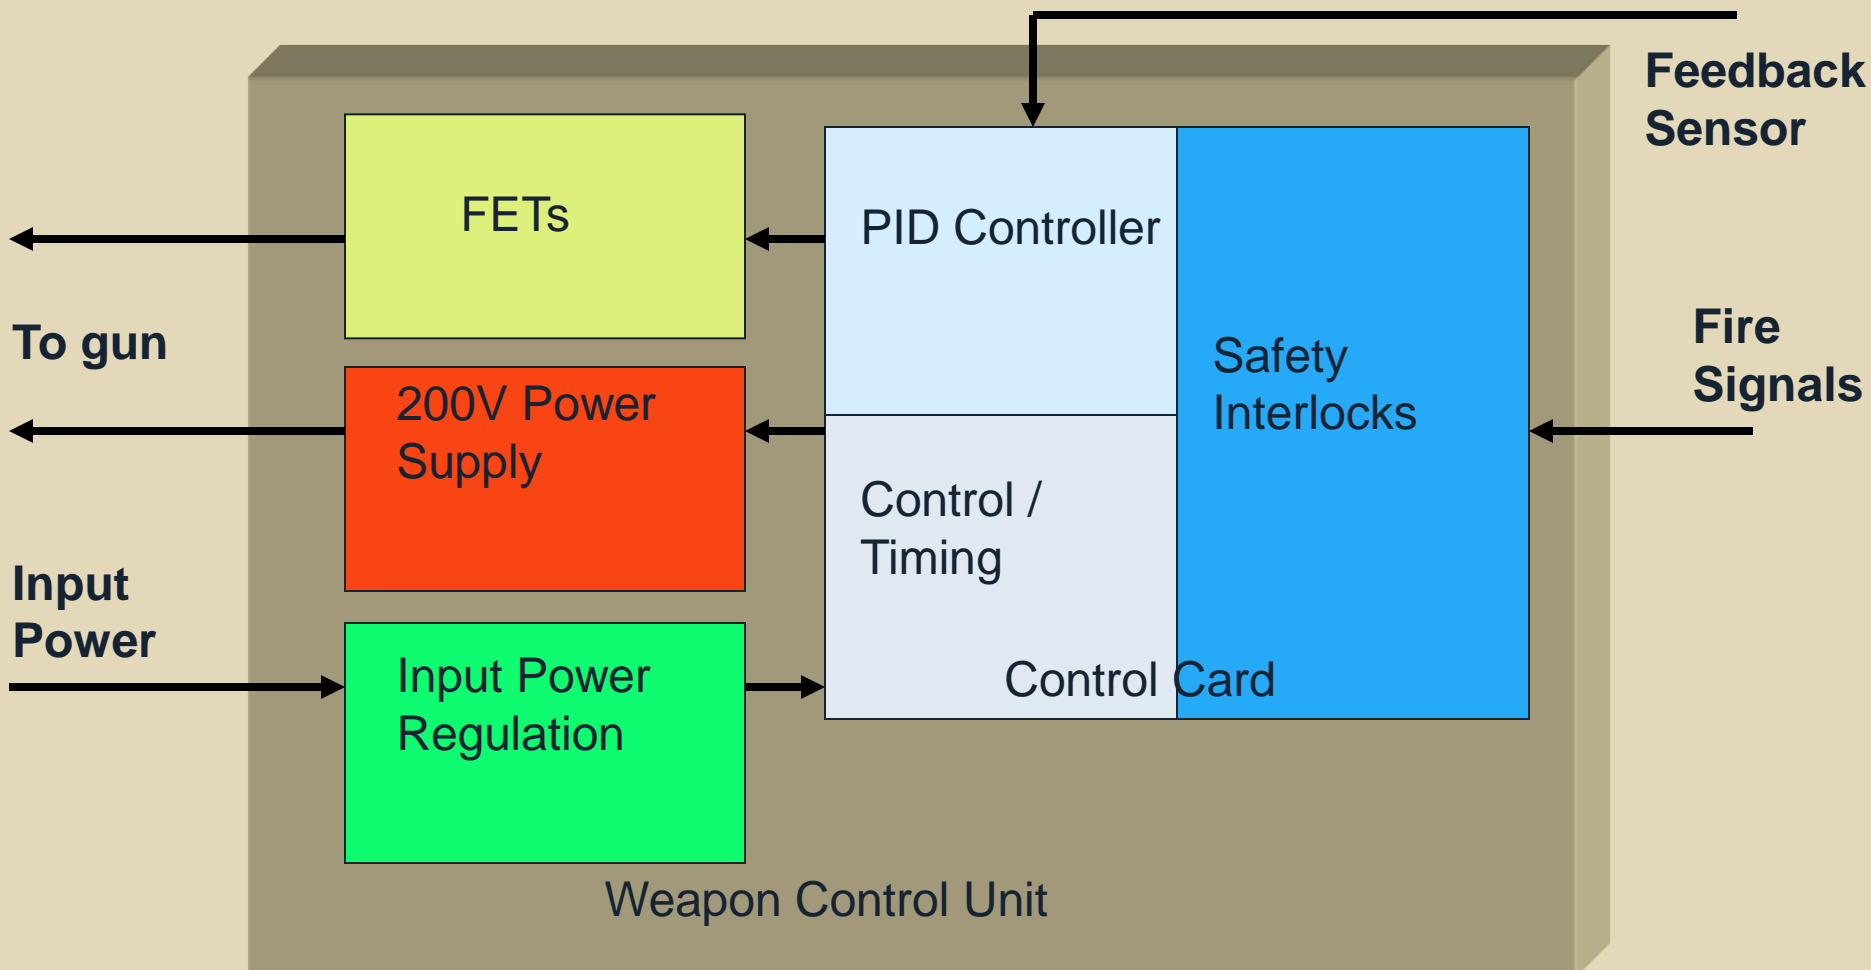 Feedback
Sensor
FETs
PID Controller
To gun
Fire
Signals
Safety
Interlocks
200V Power
Supply
Control /
Timing
Input
Power
Input Power
Regulation
Control Card
Weapon Control Unit